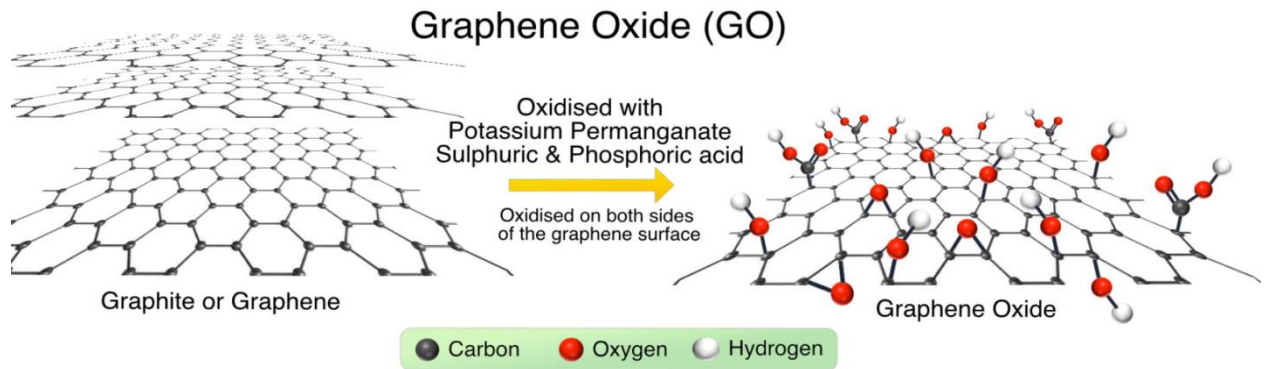 Graphene Oxide (GO)
Oxidised with
Potassium Permanganate
Sulphuric & Phosphoric acid
Oxidised on both sides
of the graphene surface
Graphite or Graphene
Graphene Oxide
Carbon
Oxygen
Hydrogen